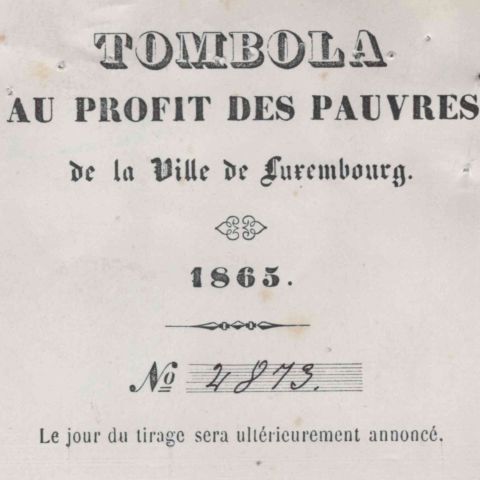 TOMBOLA
AU PROFIT DES PAUVRES
de la Ville de Luxembourg.
1865.
No 2873.
Le jour du tirage sera ultérieurement annoncé.